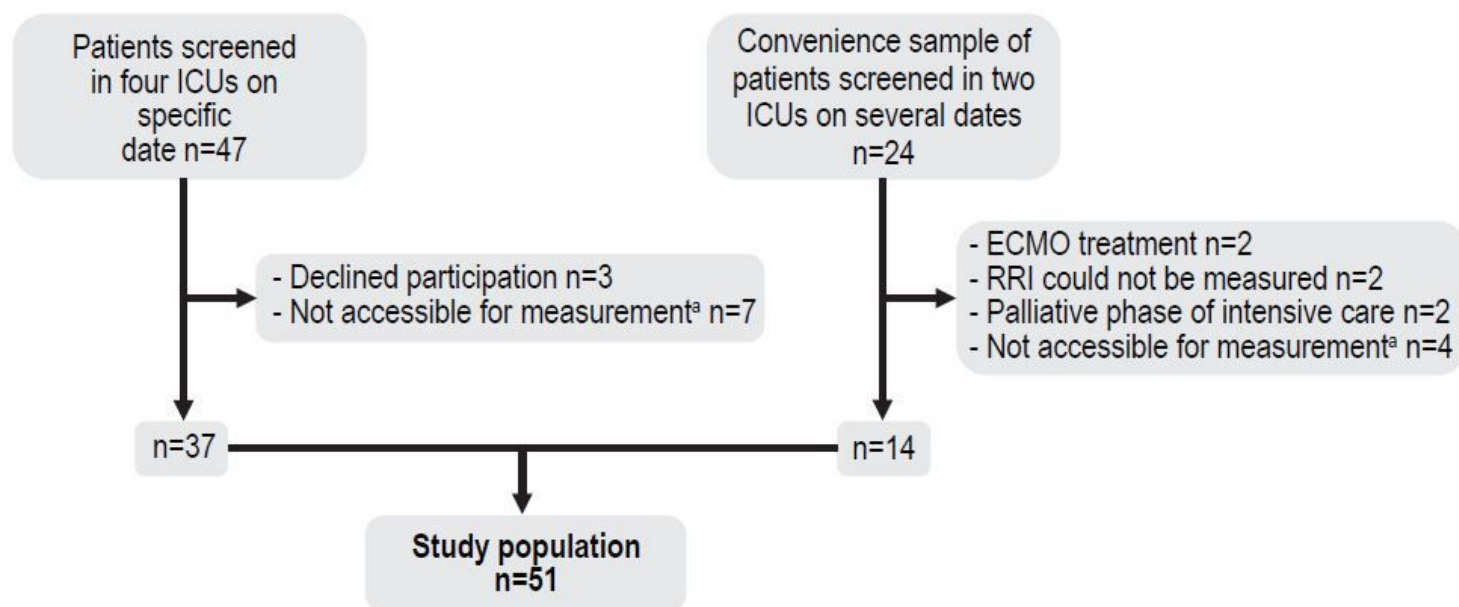 Patients screened
in four ICUs on
specific
date n=47
Convenience sample of
patients screened in two
ICUs on several dates
n=24
- Declined participation n=3
- Not accessible for measurementᵃ n=7
- ECMO treatment n=2
- RRI could not be measured n=2
- Palliative phase of intensive care n=2
- Not accessible for measurementᵃ n=4
n=37
n=14
Study population
n=51